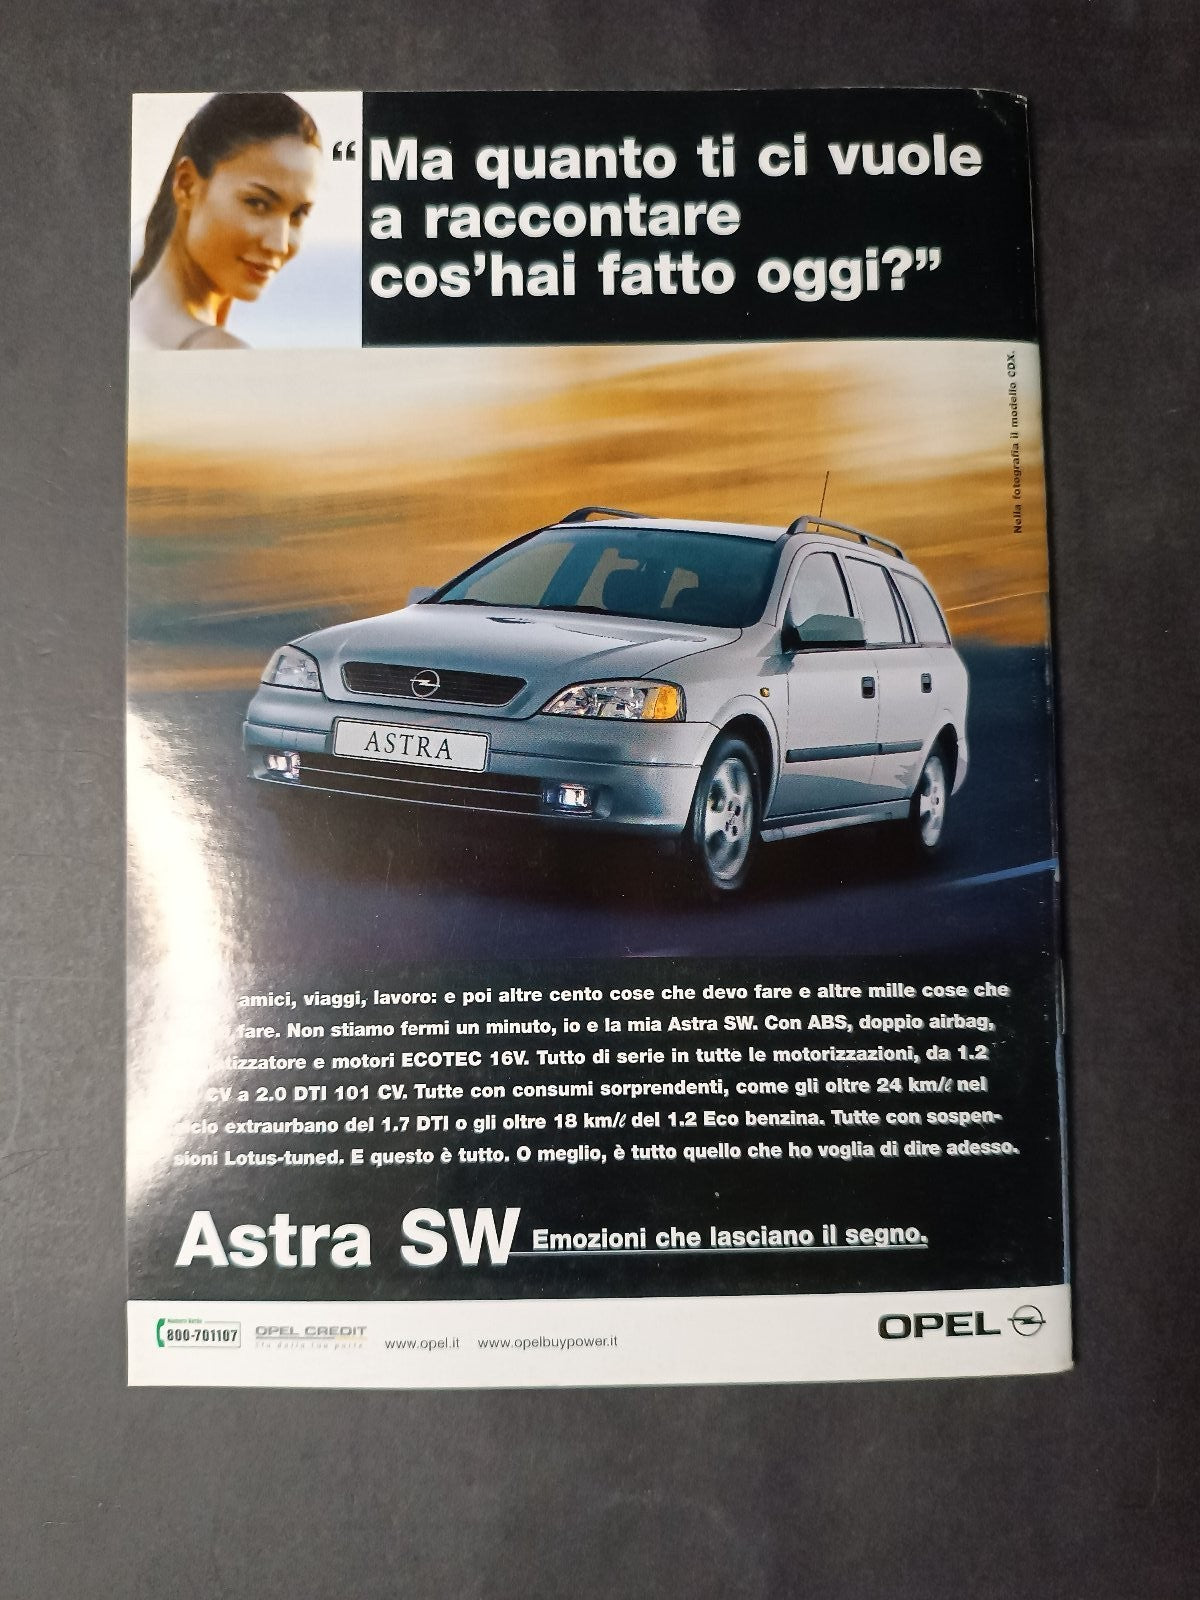 “Ma quanto ti ci vuole
a raccontare
cos’hai fatto oggi?”
Nella fotografia il modello CDX.
ASTRA
amici, viaggi, lavoro: e poi altre cento cose che devo fare e altre mille cose che
fare. Non stiamo fermi un minuto, io e la mia Astra SW. Con ABS, doppio airbag,
tizzatore e motori ECOTEC 16V. Tutto di serie in tutte le motorizzazioni, da 1.2
CV a 2.0 DTI 101 CV. Tutte con consumi sorprendenti, come gli oltre 24 km/ℓ nel
ciclo extraurbano del 1.7 DTI o gli oltre 18 km/ℓ del 1.2 Eco benzina. Tutte con sospen-
sioni Lotus-tuned. E questo è tutto. O meglio, è tutto quello che ho voglia di dire adesso.
Astra SW Emozioni che lasciano il segno.
Numero Verde
800-701107
OPEL CREDIT
www.opel.it www.opelbuypower.it
OPEL